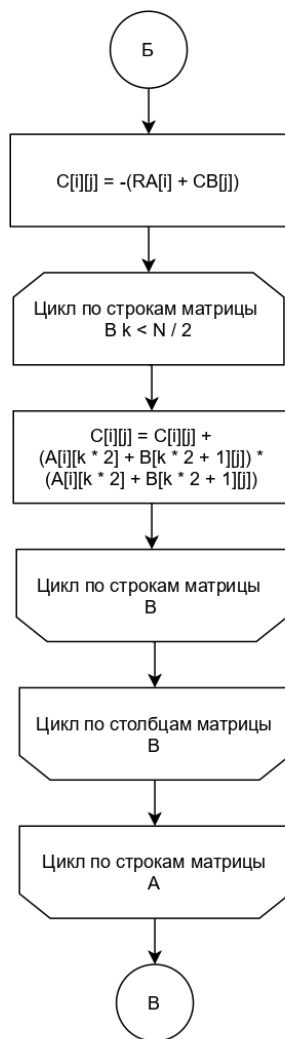 Б
C[i][j] = -(RA[i] + CB[j])
Цикл по строкам матрицы
B k < N / 2
C[i][j] = C[i][j] +
(A[i][k * 2] + B[k * 2 + 1][j]) *
(A[i][k * 2] + B[k * 2 + 1][j])
Цикл по строкам матрицы
B
Цикл по столбцам матрицы
B
Цикл по строкам матрицы
А
В